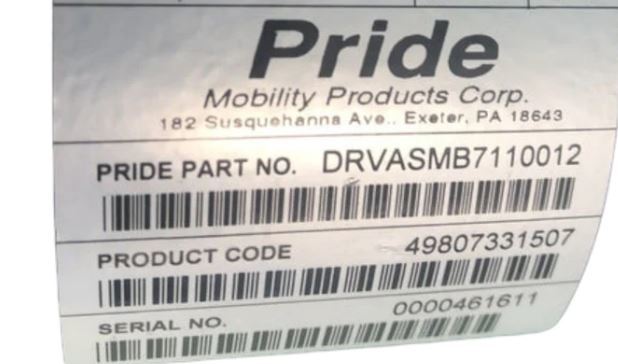 Pride
Mobility Products Corp.
182 Susquehanna Ave.. Exeter, PA 18643
PRIDE PART NO. DRVASMB7110012
PRODUCT CODE 49807331507
SERIAL NO. 0000461611